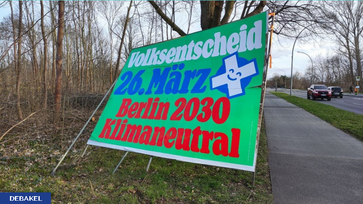 Volksentscheid
26. März
Berlin 2030
Klimaneutral
DEBAKEL